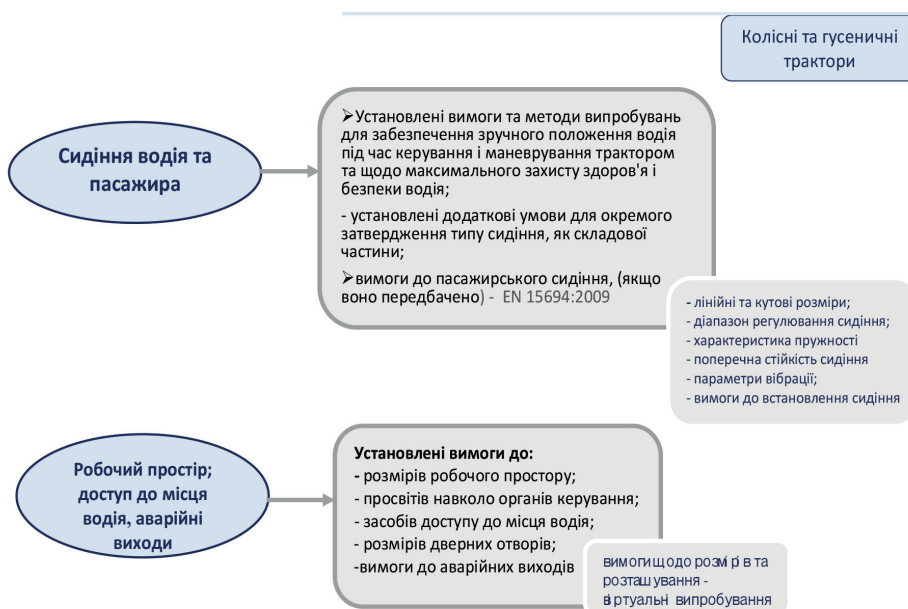 Колісні та гусеничні
трактори
Сидіння водія та
пасажира
➢Установлені вимоги та методи випробувань
для забезпечення зручного положення водія
під час керування і маневрування трактором
та щодо максимального захисту здоров'я і
безпеки водія;
- установлені додаткові умови для окремого
затвердження типу сидіння, як складової
частини;
➢вимоги до пасажирського сидіння, (якщо
воно передбачено) - EN 15694:2009
- лінійні та кутові розміри;
- діапазон регулювання сидіння;
- характеристика пружності
- поперечна стійкість сидіння
- параметри вібрації;
- вимоги до встановлення сидіння
Робочий простір;
доступ до місця
водія, аварійні
виходи
Установлені вимоги до:
- розмірів робочого простору;
- просвітів навколо органів керування;
- засобів доступу до місця водія;
- розмірів дверних отворів;
-вимоги до аварійних виходів
вимоги щодо розмірів та
розташування -
віртуальні випробування